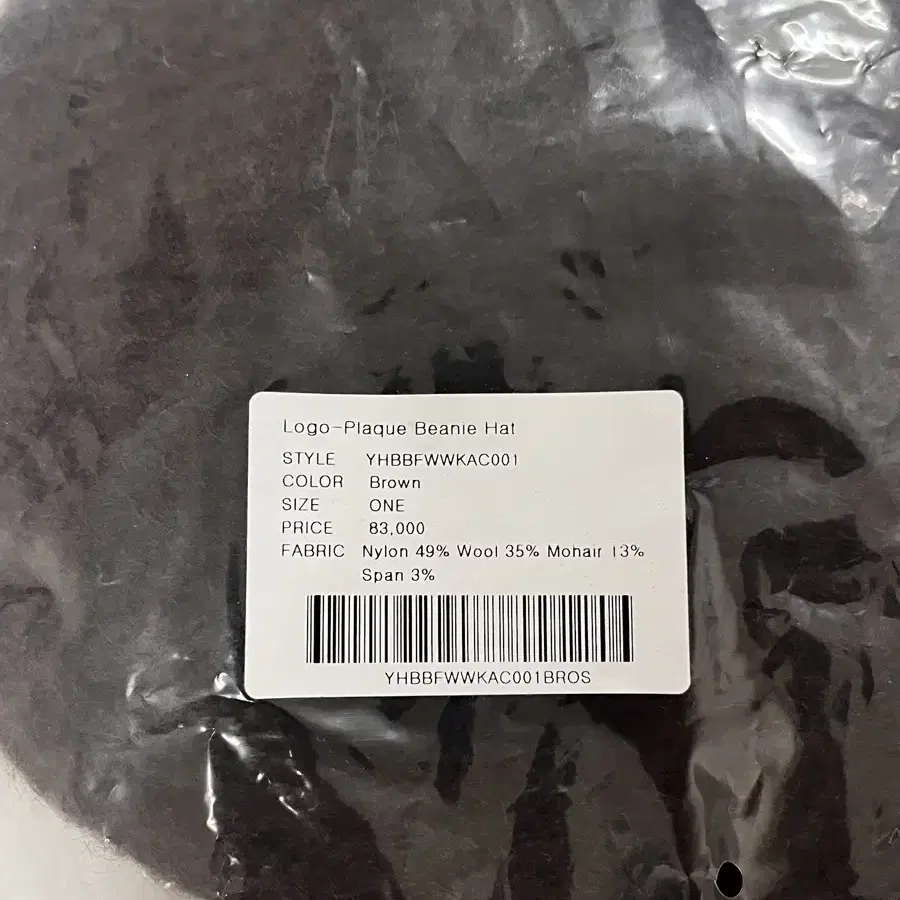 Logo-Plaque Beanie Hat
STYLE YHBBFWWKAC001
COLOR Brown
SIZE ONE
PRICE 83,000
FABRIC Nylon 49% Wool 35% Mohair 13%
Span 3%
YHBBFWWKAC001BROS